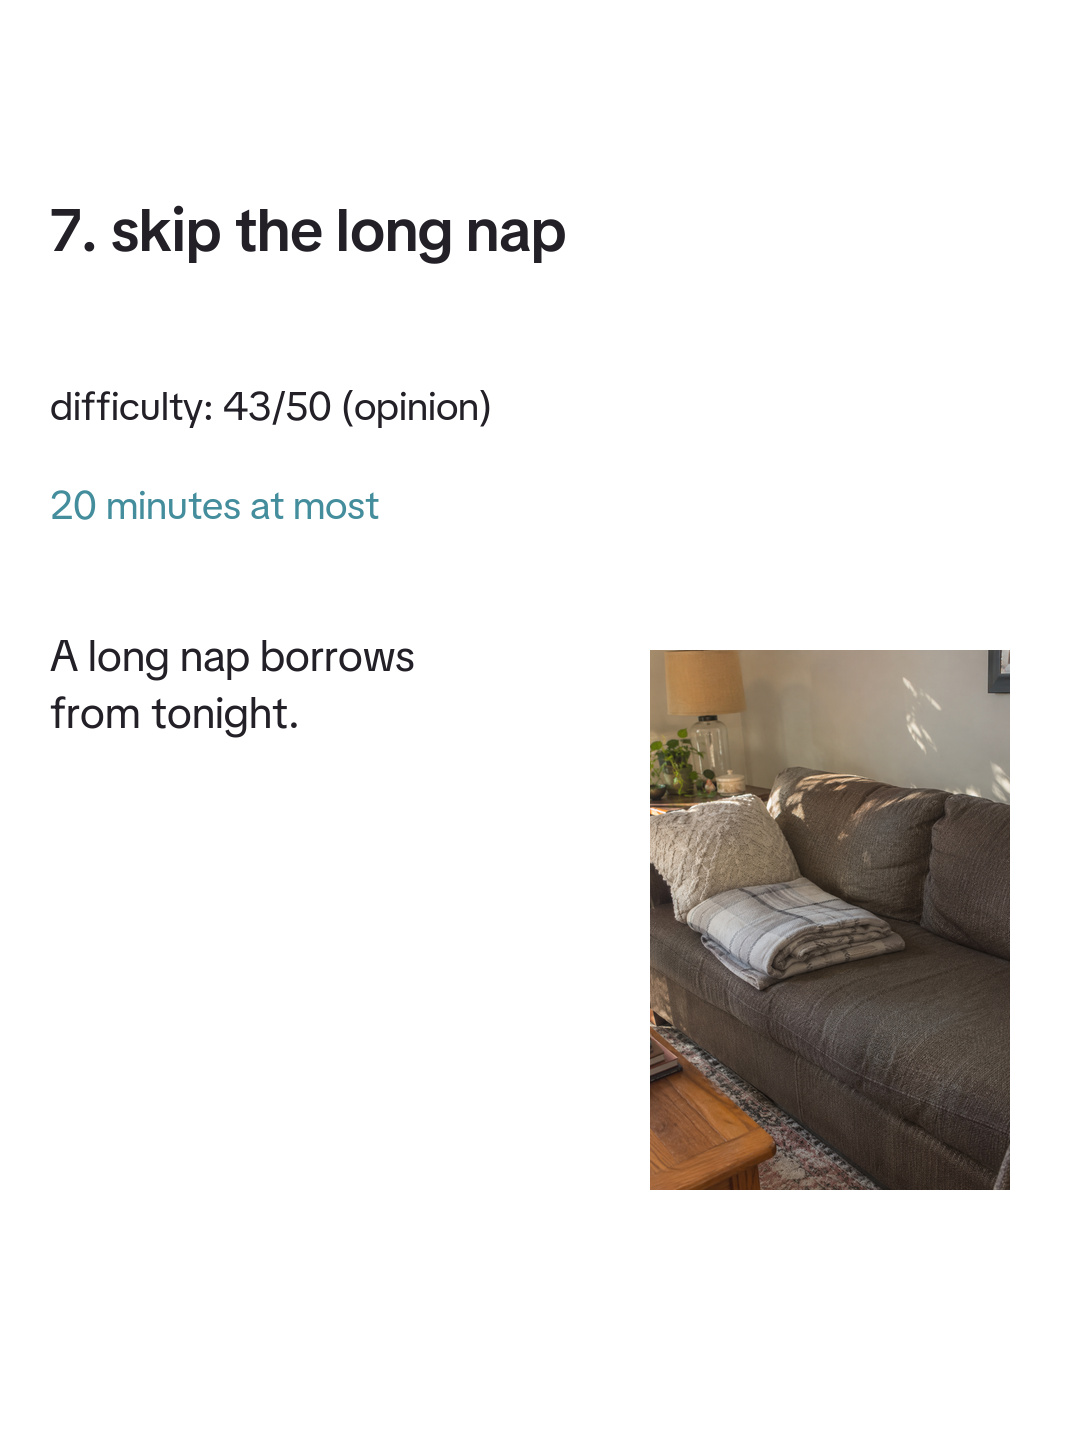 7. skip the long nap
difficulty: 43/50 (opinion)
20 minutes at most
A long nap borrows
from tonight.